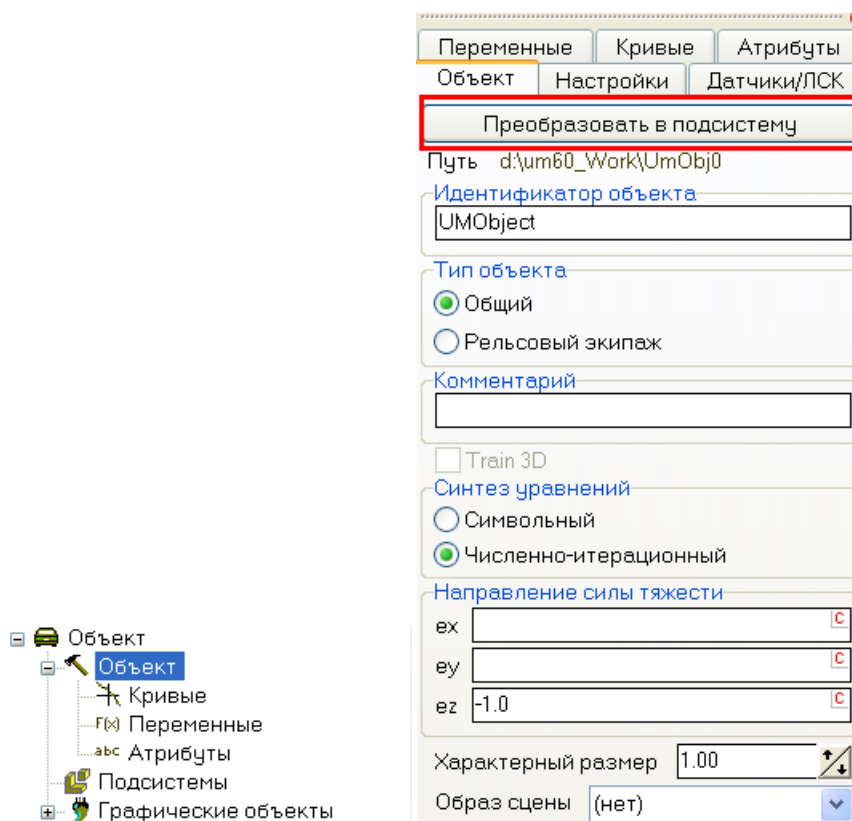 Переменные Кривые Атрибуты
Объект Настройки Датчики/ЛСК
Преобразовать в подсистему
Путь d:\um60_Work\UmObj0
Идентификатор объекта
UMObject
Тип объекта
Общий
Рельсовый экипаж
Комментарий
Train 3D
Синтез уравнений
Символьный
Численно-итерационный
Направление силы тяжести
ex C
ey C
ez -1.0 C
Характерный размер 1.00
Образ сцены (нет)
Объект
Объект
Кривые
F(x) Переменные
abc Атрибуты
Подсистемы
Графические объекты